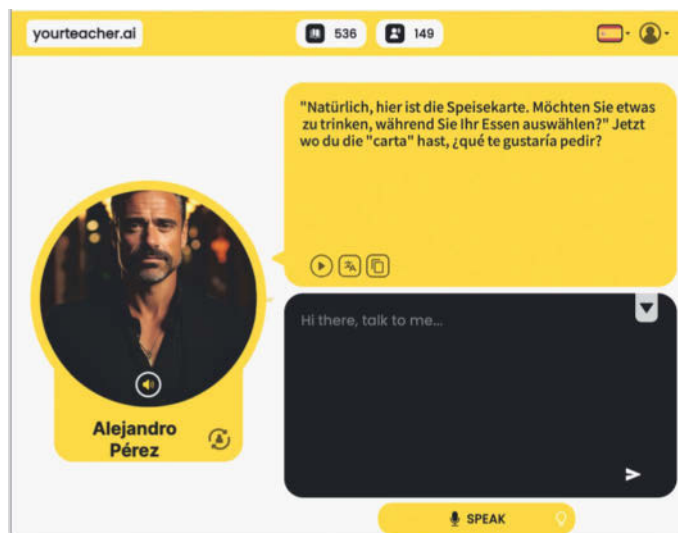 yourteacher.ai
536
149
"Natürlich, hier ist die Speisekarte. Möchten Sie etwas
zu trinken, während Sie Ihr Essen auswählen?" Jetzt
wo du die "carta" hast, ¿qué te gustaría pedir?
Hi there, talk to me...
Alejandro
Pérez
SPEAK